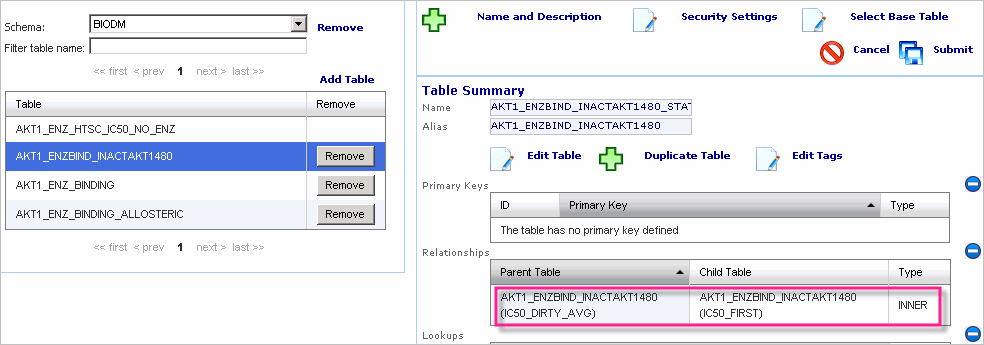 Schema: BIODM Remove
Filter table name:
<< first < prev 1 next > last >>
Add Table
Table Remove
AKT1_ENZ_HTSC_IC50_NO_ENZ
AKT1_ENZBIND_INACTAKT1480 Remove
AKT1_ENZ_BINDING Remove
AKT1_ENZ_BINDING_ALLOSTERIC Remove
<< first < prev 1 next > last >>
Name and Description Security Settings Select Base Table
Cancel Submit
Table Summary
Name AKT1_ENZBIND_INACTAKT1480_STAT
Alias AKT1_ENZBIND_INACTAKT1480
Edit Table Duplicate Table Edit Tags
Primary Keys
ID Primary Key Type
The table has no primary key defined
Relationships
Parent Table Child Table Type
AKT1_ENZBIND_INACTAKT1480 AKT1_ENZBIND_INACTAKT1480 INNER
(IC50_DIRTY_AVG) (IC50_FIRST)
Lookups